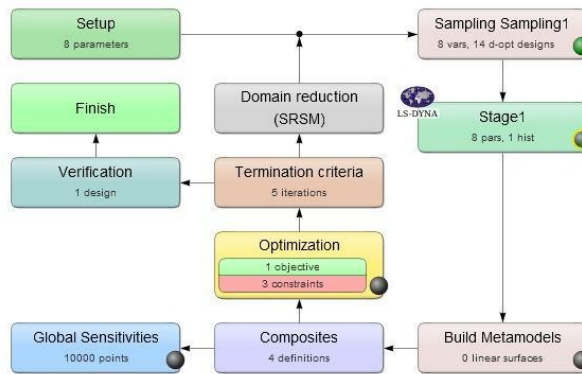 Setup
8 parameters
Sampling Sampling1
8 vars, 14 d-opt designs
Finish
Domain reduction
(SRSM)
LS-DYNA
Stage1
8 pars, 1 hist
Verification
1 design
Termination criteria
5 iterations
Optimization
1 objective
3 constraints
Global Sensitivities
10000 points
Composites
4 definitions
Build Metamodels
0 linear surfaces